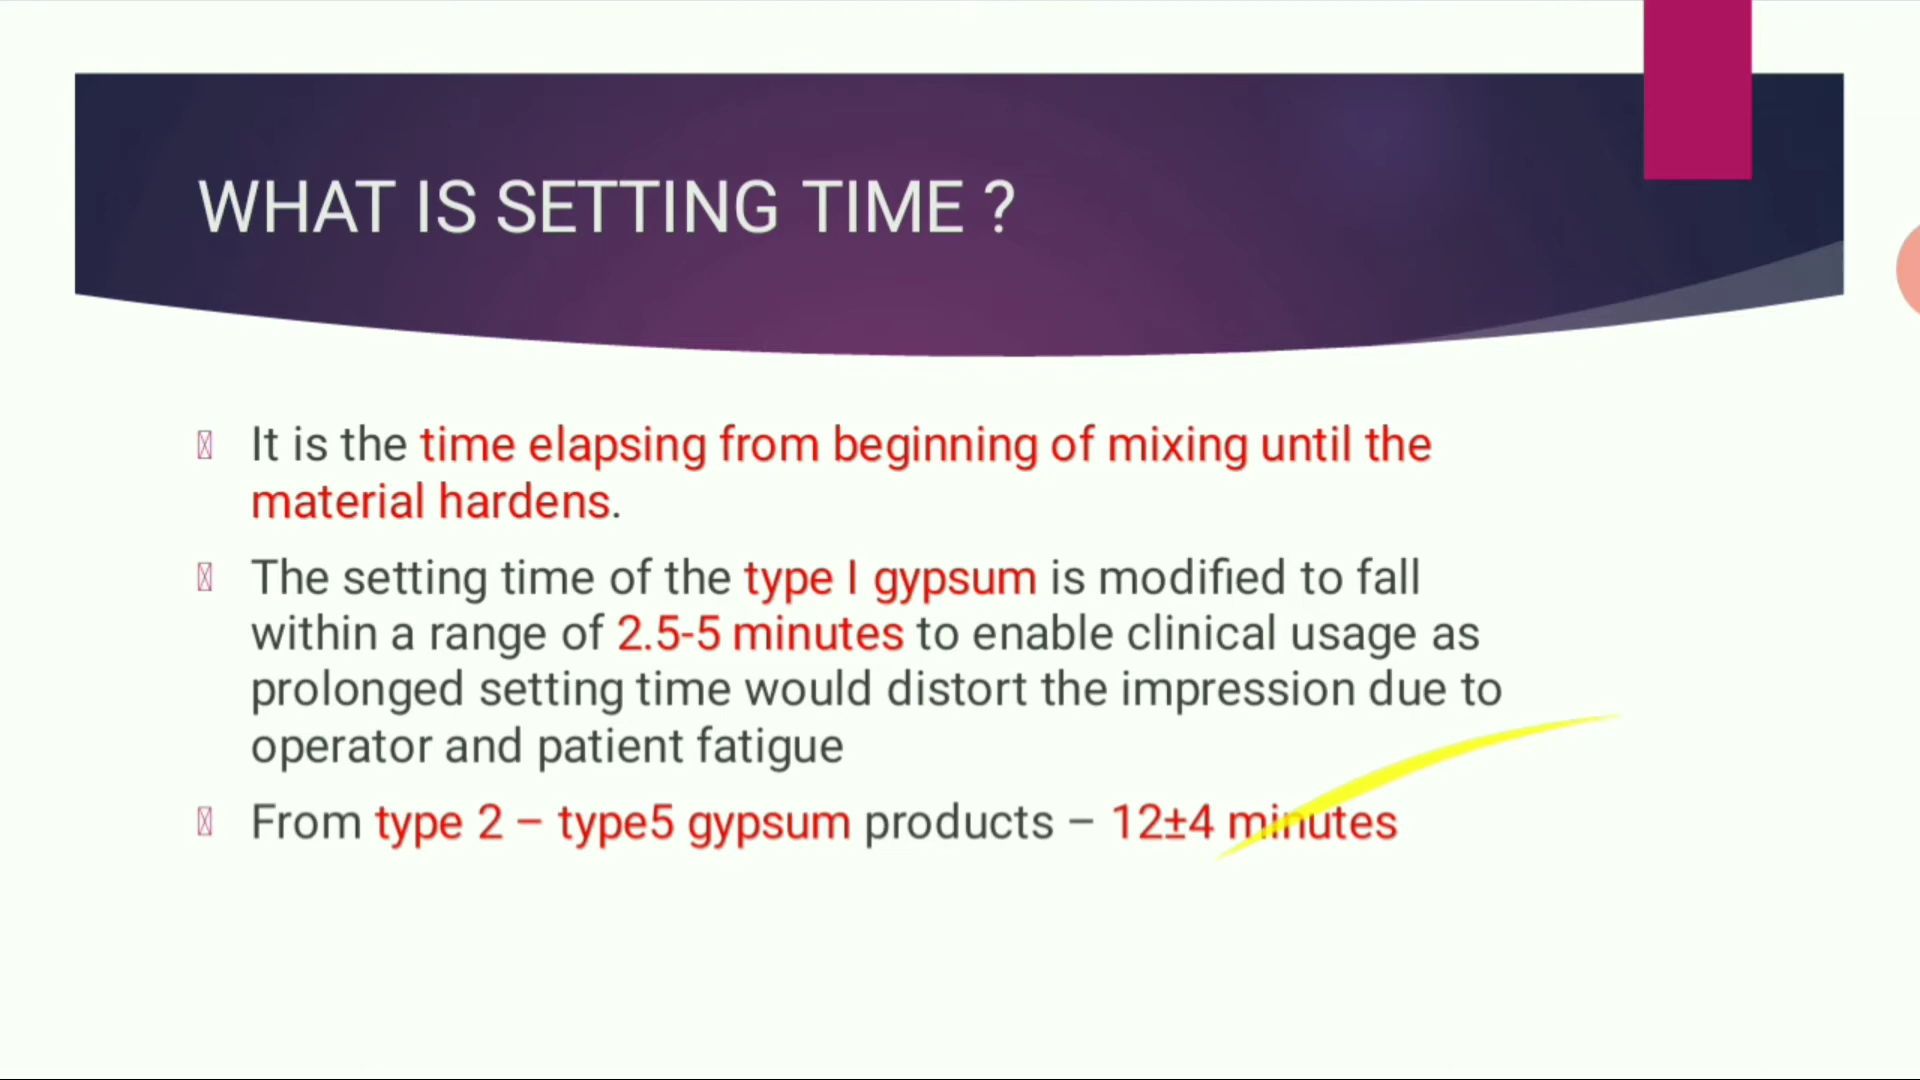 WHAT IS SETTING TIME ?
It is the time elapsing from beginning of mixing until the
material hardens.
The setting time of the type I gypsum is modified to fall
within a range of 2.5-5 minutes to enable clinical usage as
prolonged setting time would distort the impression due to
operator and patient fatigue
From type 2 – type5 gypsum products – 12±4 minutes